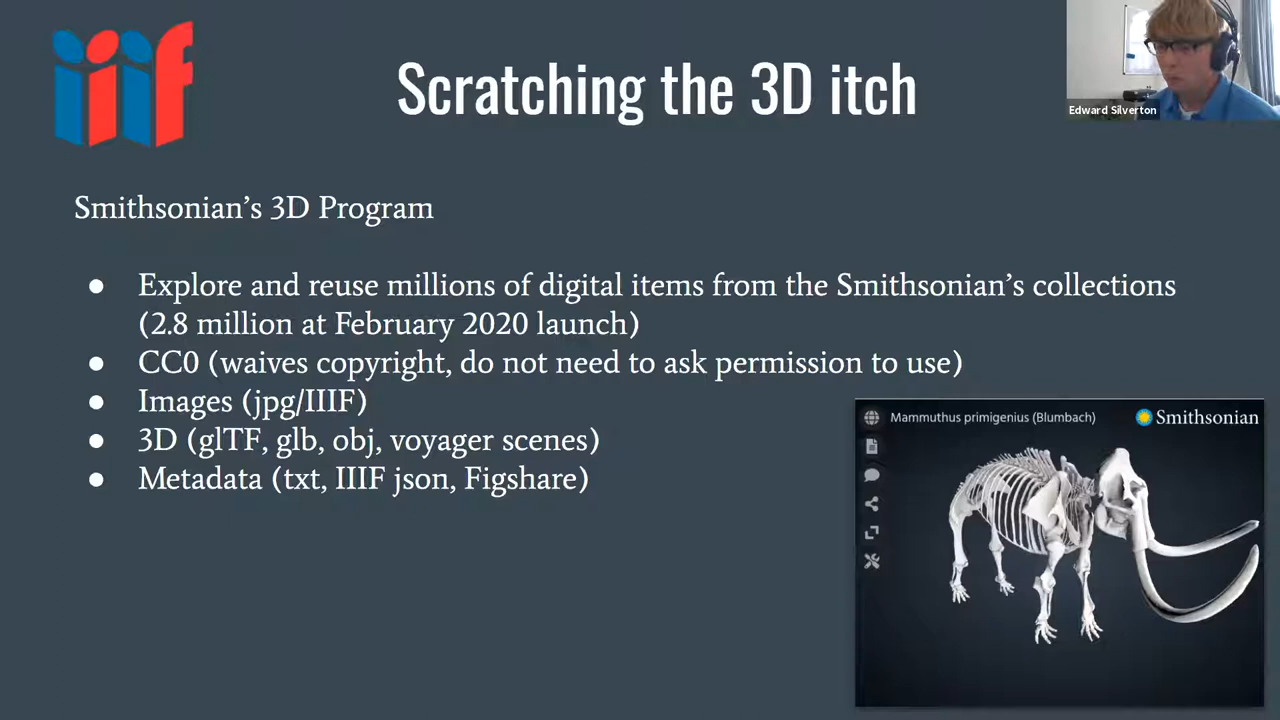 iiif
Scratching the 3D itch
Edward Silverton
Smithsonian’s 3D Program
● Explore and reuse millions of digital items from the Smithsonian’s collections
(2.8 million at February 2020 launch)
● CC0 (waives copyright, do not need to ask permission to use)
● Images (jpg/IIIF)
● 3D (glTF, glb, obj, voyager scenes)
● Metadata (txt, IIIF json, Figshare)
Mammuthus primigenius (Blumbach)
Smithsonian